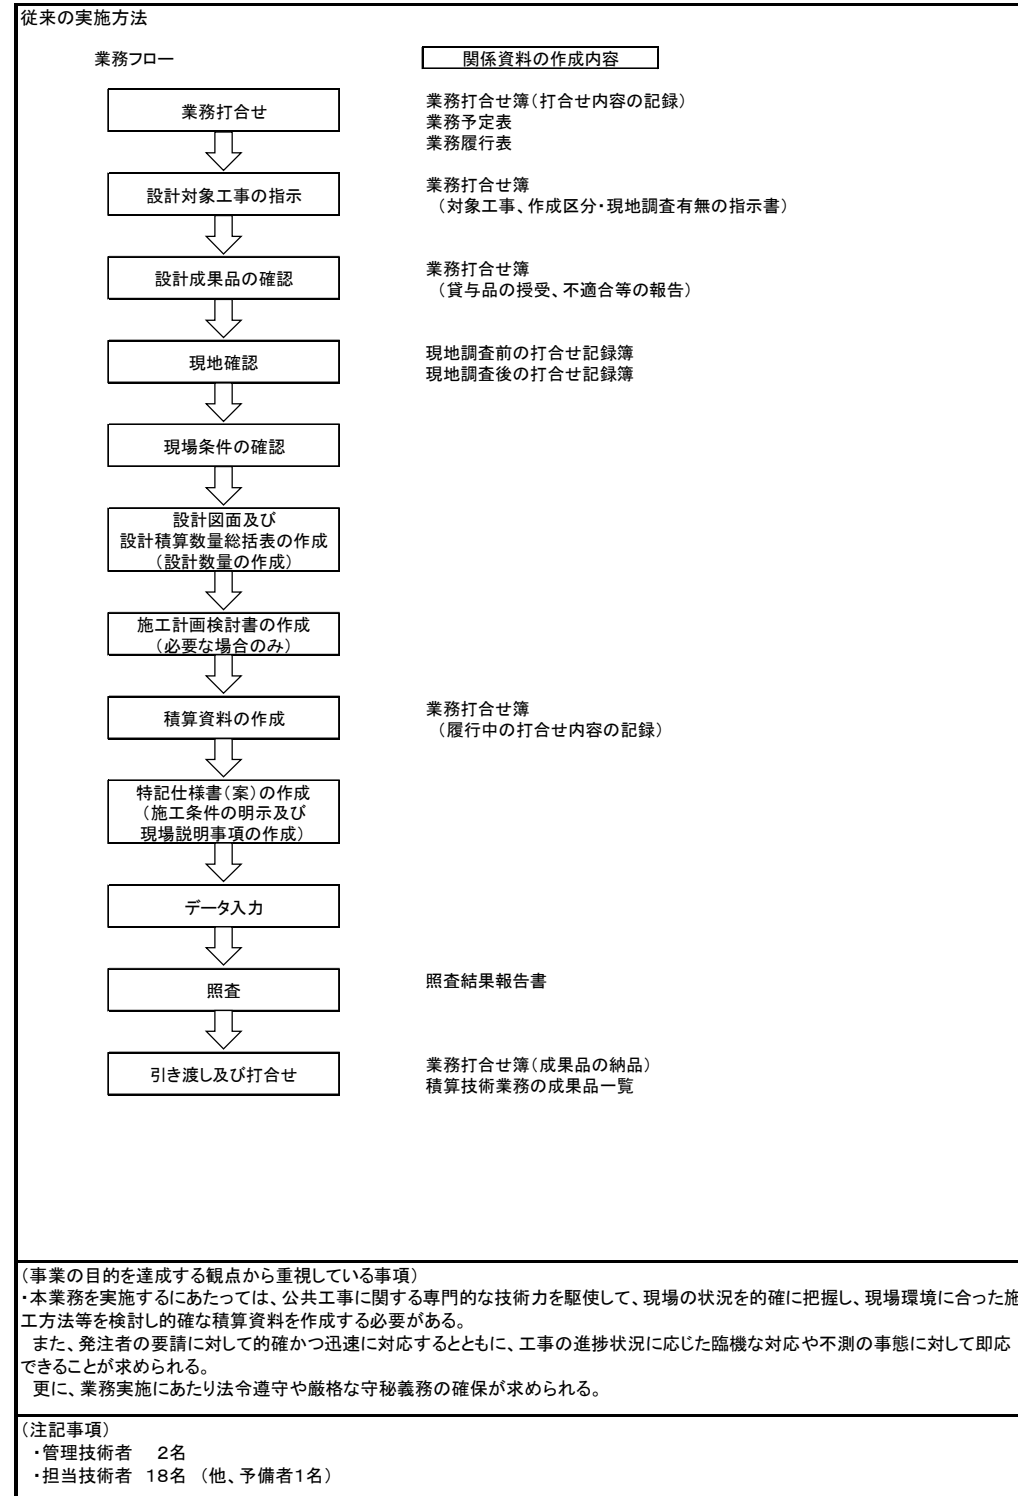 従来の実施方法
業務フロー
関係資料の作成内容
業務打合せ
業務打合せ簿(打合せ内容の記録)
業務予定表
業務履行表
設計対象工事の指示
業務打合せ簿
(対象工事、作成区分・現地調査有無の指示書)
設計成果品の確認
業務打合せ簿
(貸与品の授受、不適合等の報告)
現地確認
現地調査前の打合せ記録簿
現地調査後の打合せ記録簿
現場条件の確認
設計図面及び
設計積算数量総括表の作成
(設計数量の作成)
施工計画検討書の作成
(必要な場合のみ)
積算資料の作成
業務打合せ簿
(履行中の打合せ内容の記録)
特記仕様書(案)の作成
(施工条件の明示及び
現場説明事項の作成)
データ入力
照査
照査結果報告書
引き渡し及び打合せ
業務打合せ簿(成果品の納品)
積算技術業務の成果品一覧
(事業の目的を達成する観点から重視している事項)
・本業務を実施するにあたっては、公共工事に関する専門的な技術力を駆使して、現場の状況を的確に把握し、現場環境に合った施
工方法等を検討し的確な積算資料を作成する必要がある。
また、発注者の要請に対して的確かつ迅速に対応するとともに、工事の進捗状況に応じた臨機な対応や不測の事態に対して即応
できることが求められる。
更に、業務実施にあたり法令遵守や厳格な守秘義務の確保が求められる。
(注記事項)
・管理技術者 2名
・担当技術者 18名 (他、予備者1名)